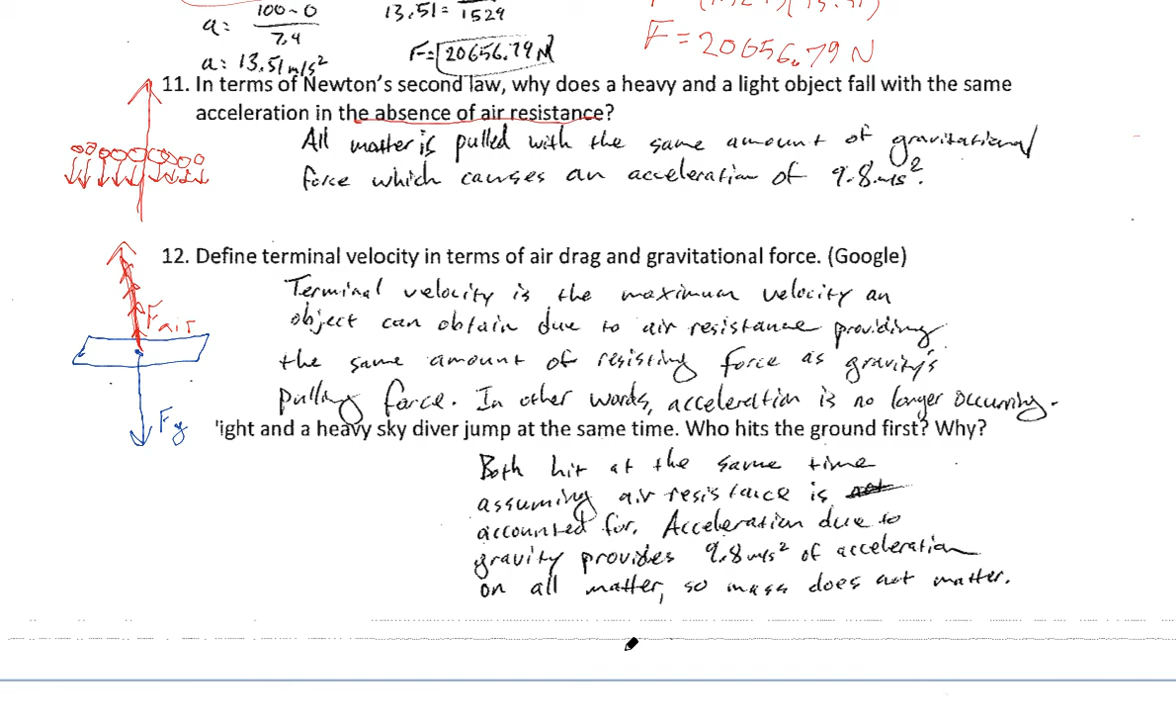 a = 100-0
7.4
a: 13.51 m/s²
13.51 =
1529
F = 20656.79 N
F = 20656.79 N
11. In terms of Newton's second law, why does a heavy and a light object fall with the same
acceleration in the absence of air resistance?
All matter is pulled with the same amount of gravitational
force which causes an acceleration of 9.8 m/s².
12. Define terminal velocity in terms of air drag and gravitational force. (Google)
Terminal velocity is the maximum velocity an
object can obtain due to air resistance providing
the same amount of resisting force as gravity's
pulling force. In other words, acceleration is no longer occurring.
Fair
Fg
'ight and a heavy sky diver jump at the same time. Who hits the ground first? Why?
Both hit at the same time
assuming air resistance is
accounted for. Acceleration due to
gravity provides 9.8 m/s² of acceleration
on all matter, so mass does not matter.